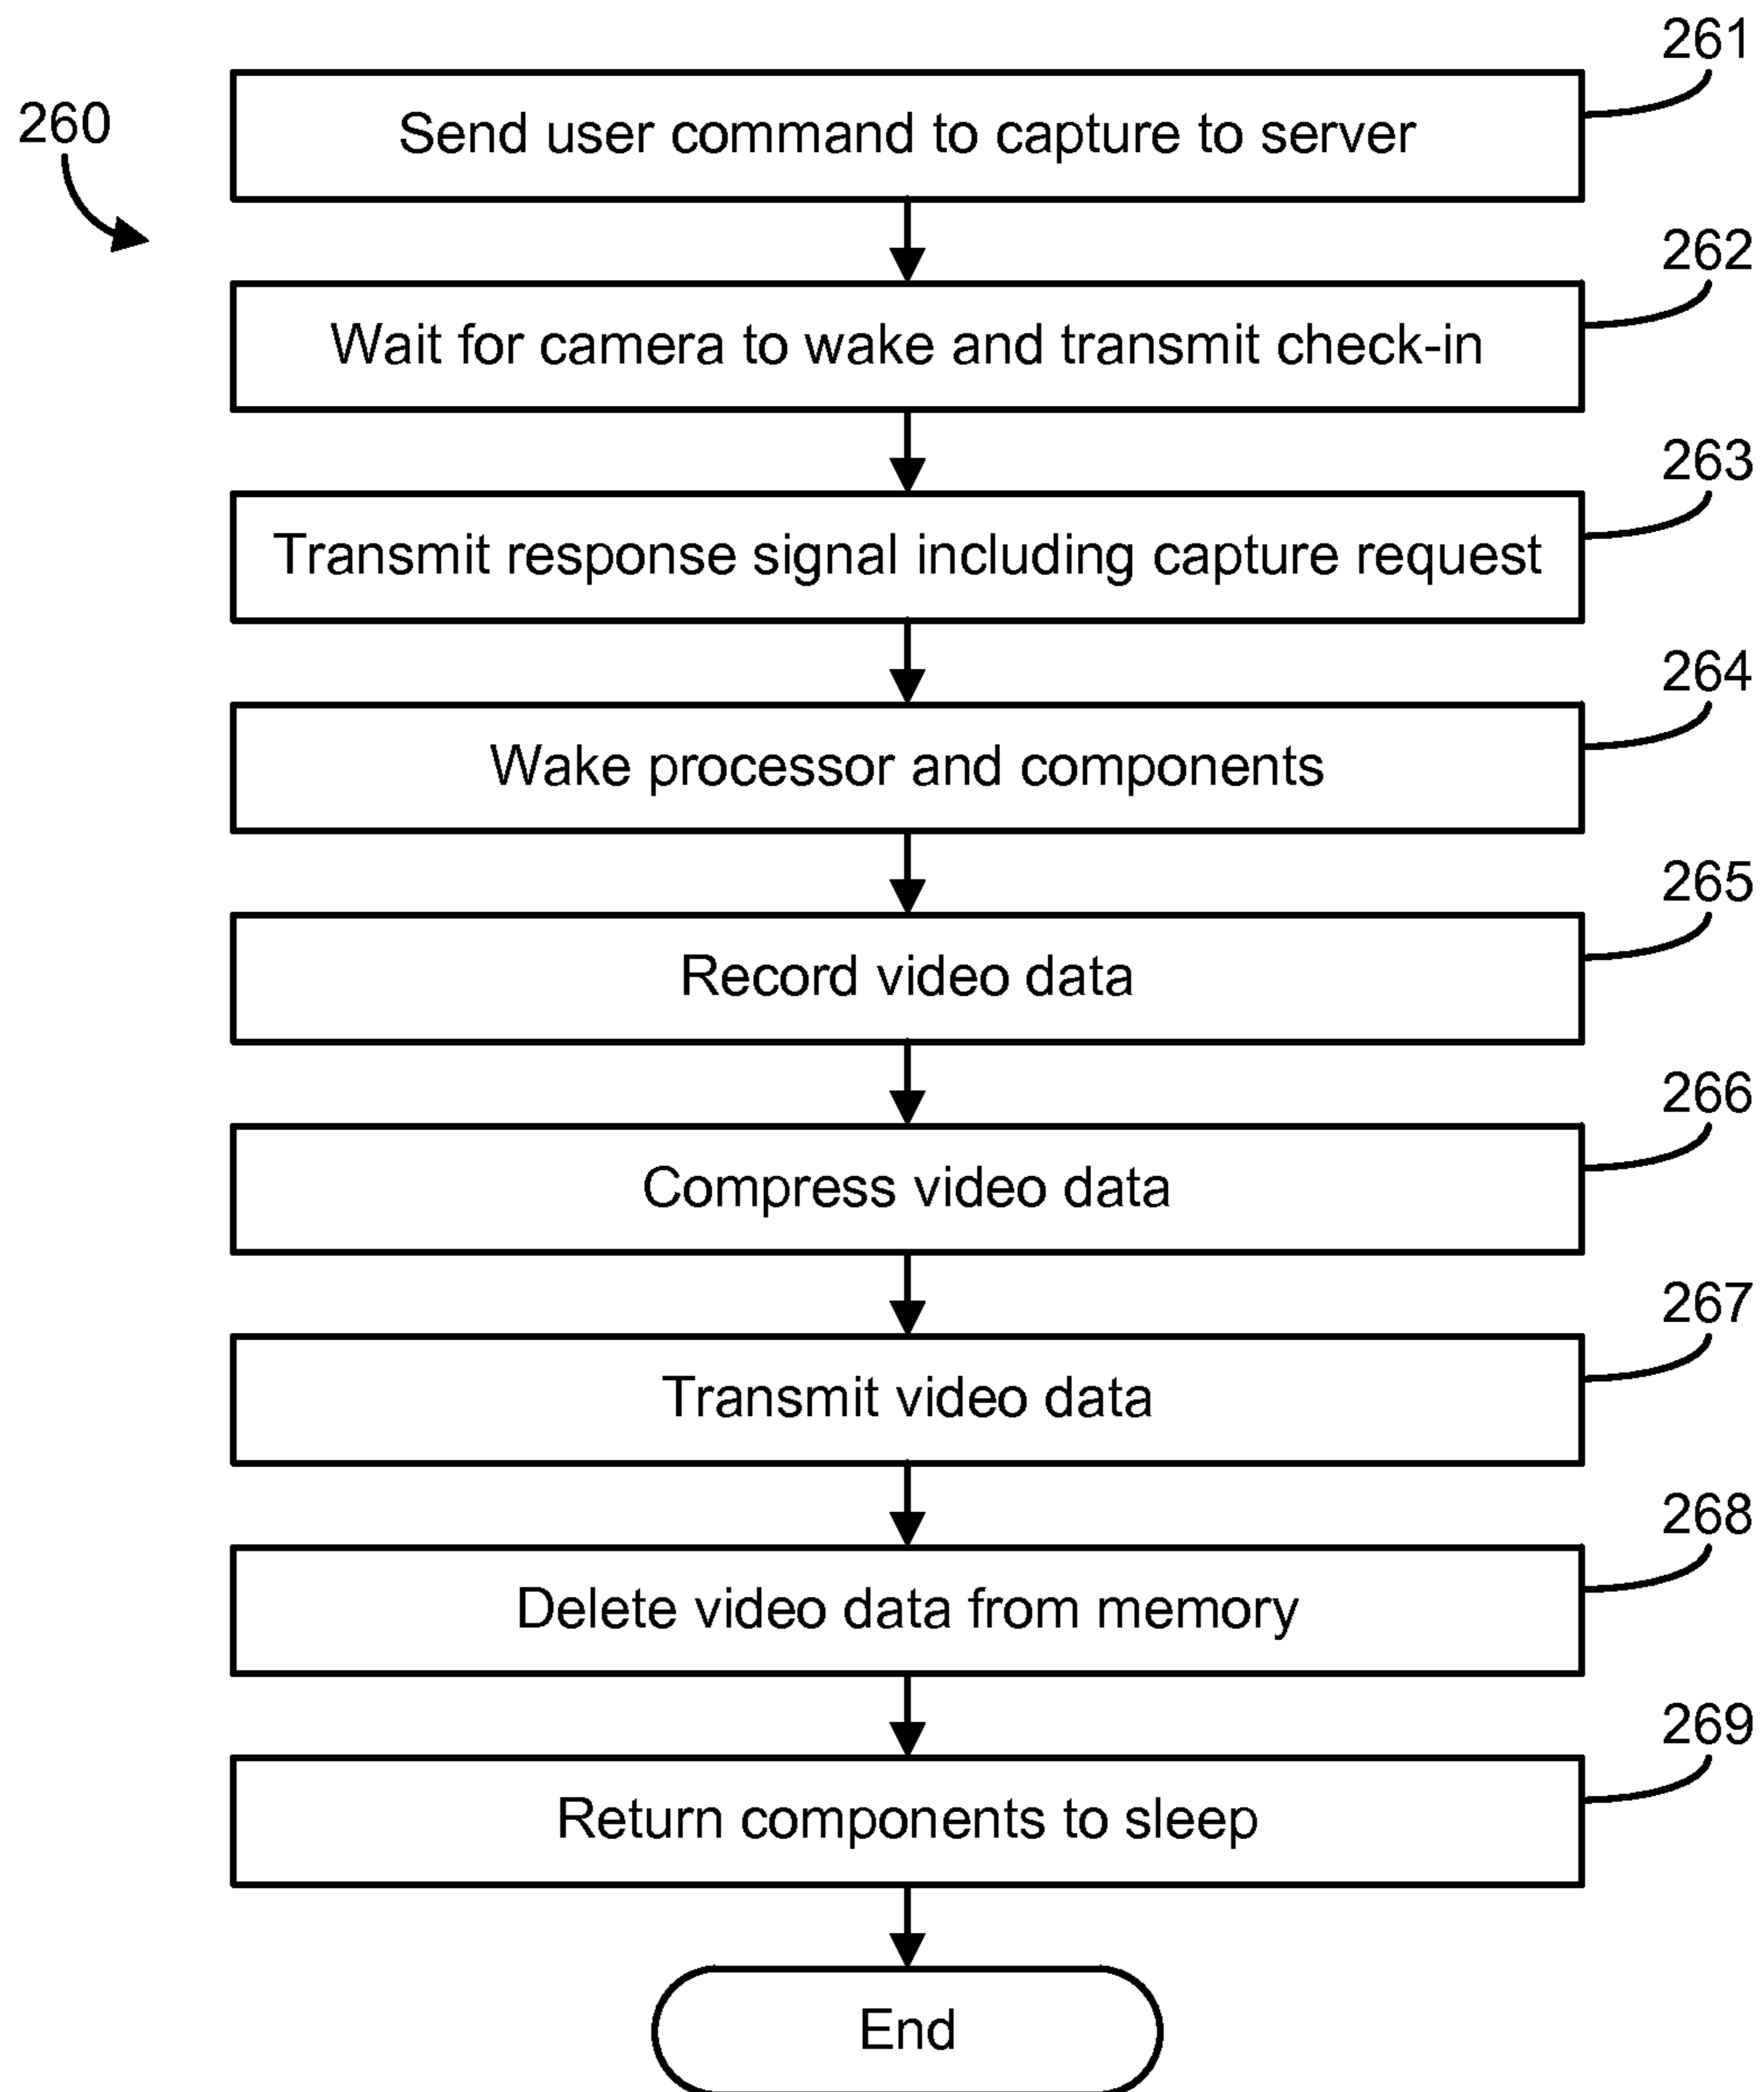 261
260
Send user command to capture to server
262
Wait for camera to wake and transmit check-in
263
Transmit response signal including capture request
264
Wake processor and components
265
Record video data
266
Compress video data
267
Transmit video data
268
Delete video data from memory
269
Return components to sleep
End